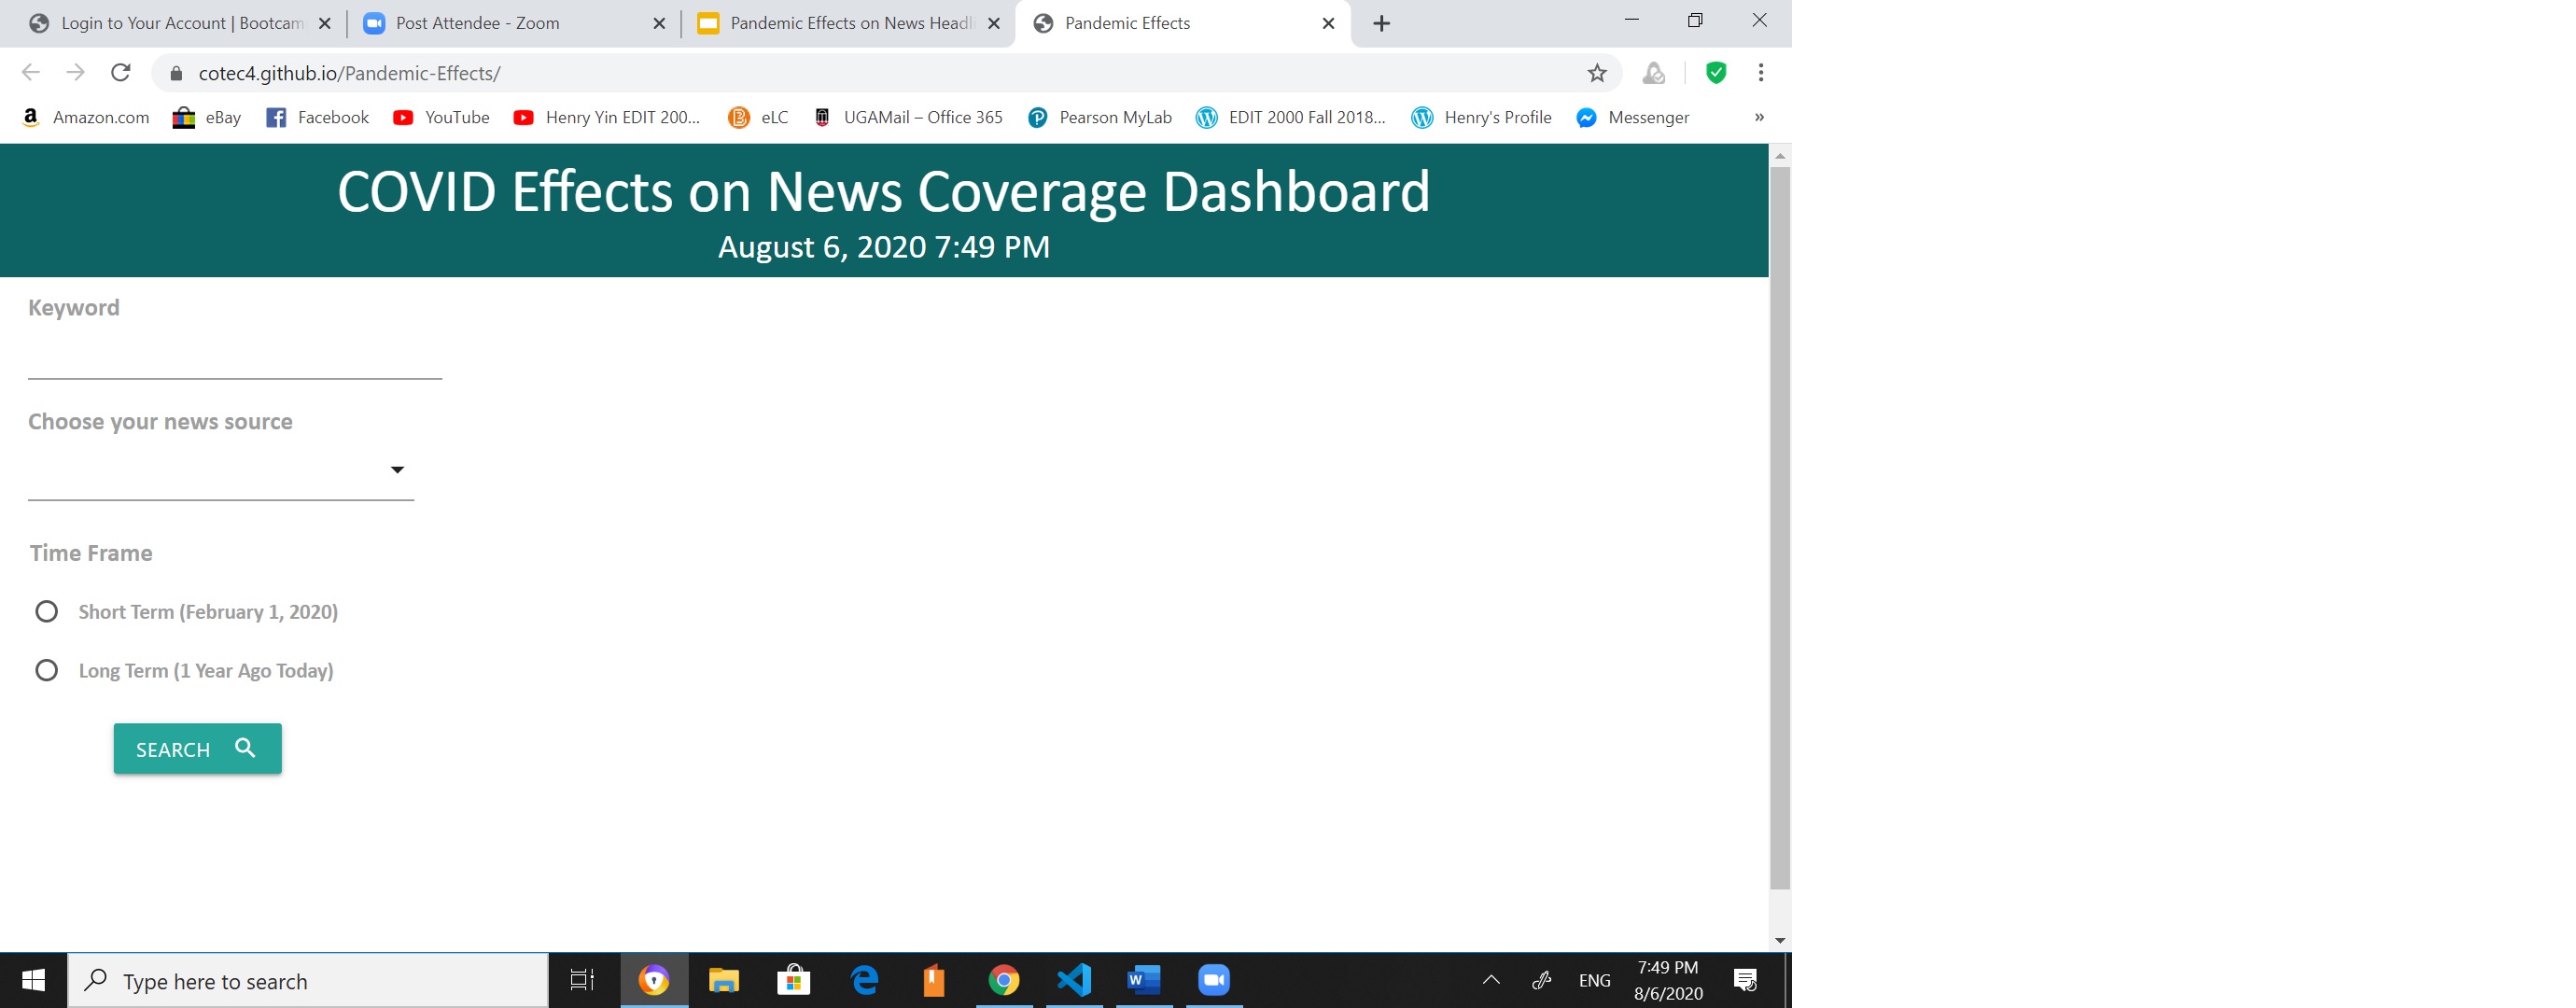 Login to Your Account | Bootcam
Post Attendee - Zoom
Pandemic Effects on News Headli
Pandemic Effects
cotec4.github.io/Pandemic-Effects/
Amazon.com
eBay
Facebook
YouTube
Henry Yin EDIT 200...
eLC
UGAMail – Office 365
Pearson MyLab
EDIT 2000 Fall 2018...
Henry's Profile
Messenger
»
COVID Effects on News Coverage Dashboard
August 6, 2020 7:49 PM
Keyword
Choose your news source
Time Frame
Short Term (February 1, 2020)
Long Term (1 Year Ago Today)
SEARCH
Type here to search
ENG
7:49 PM
8/6/2020